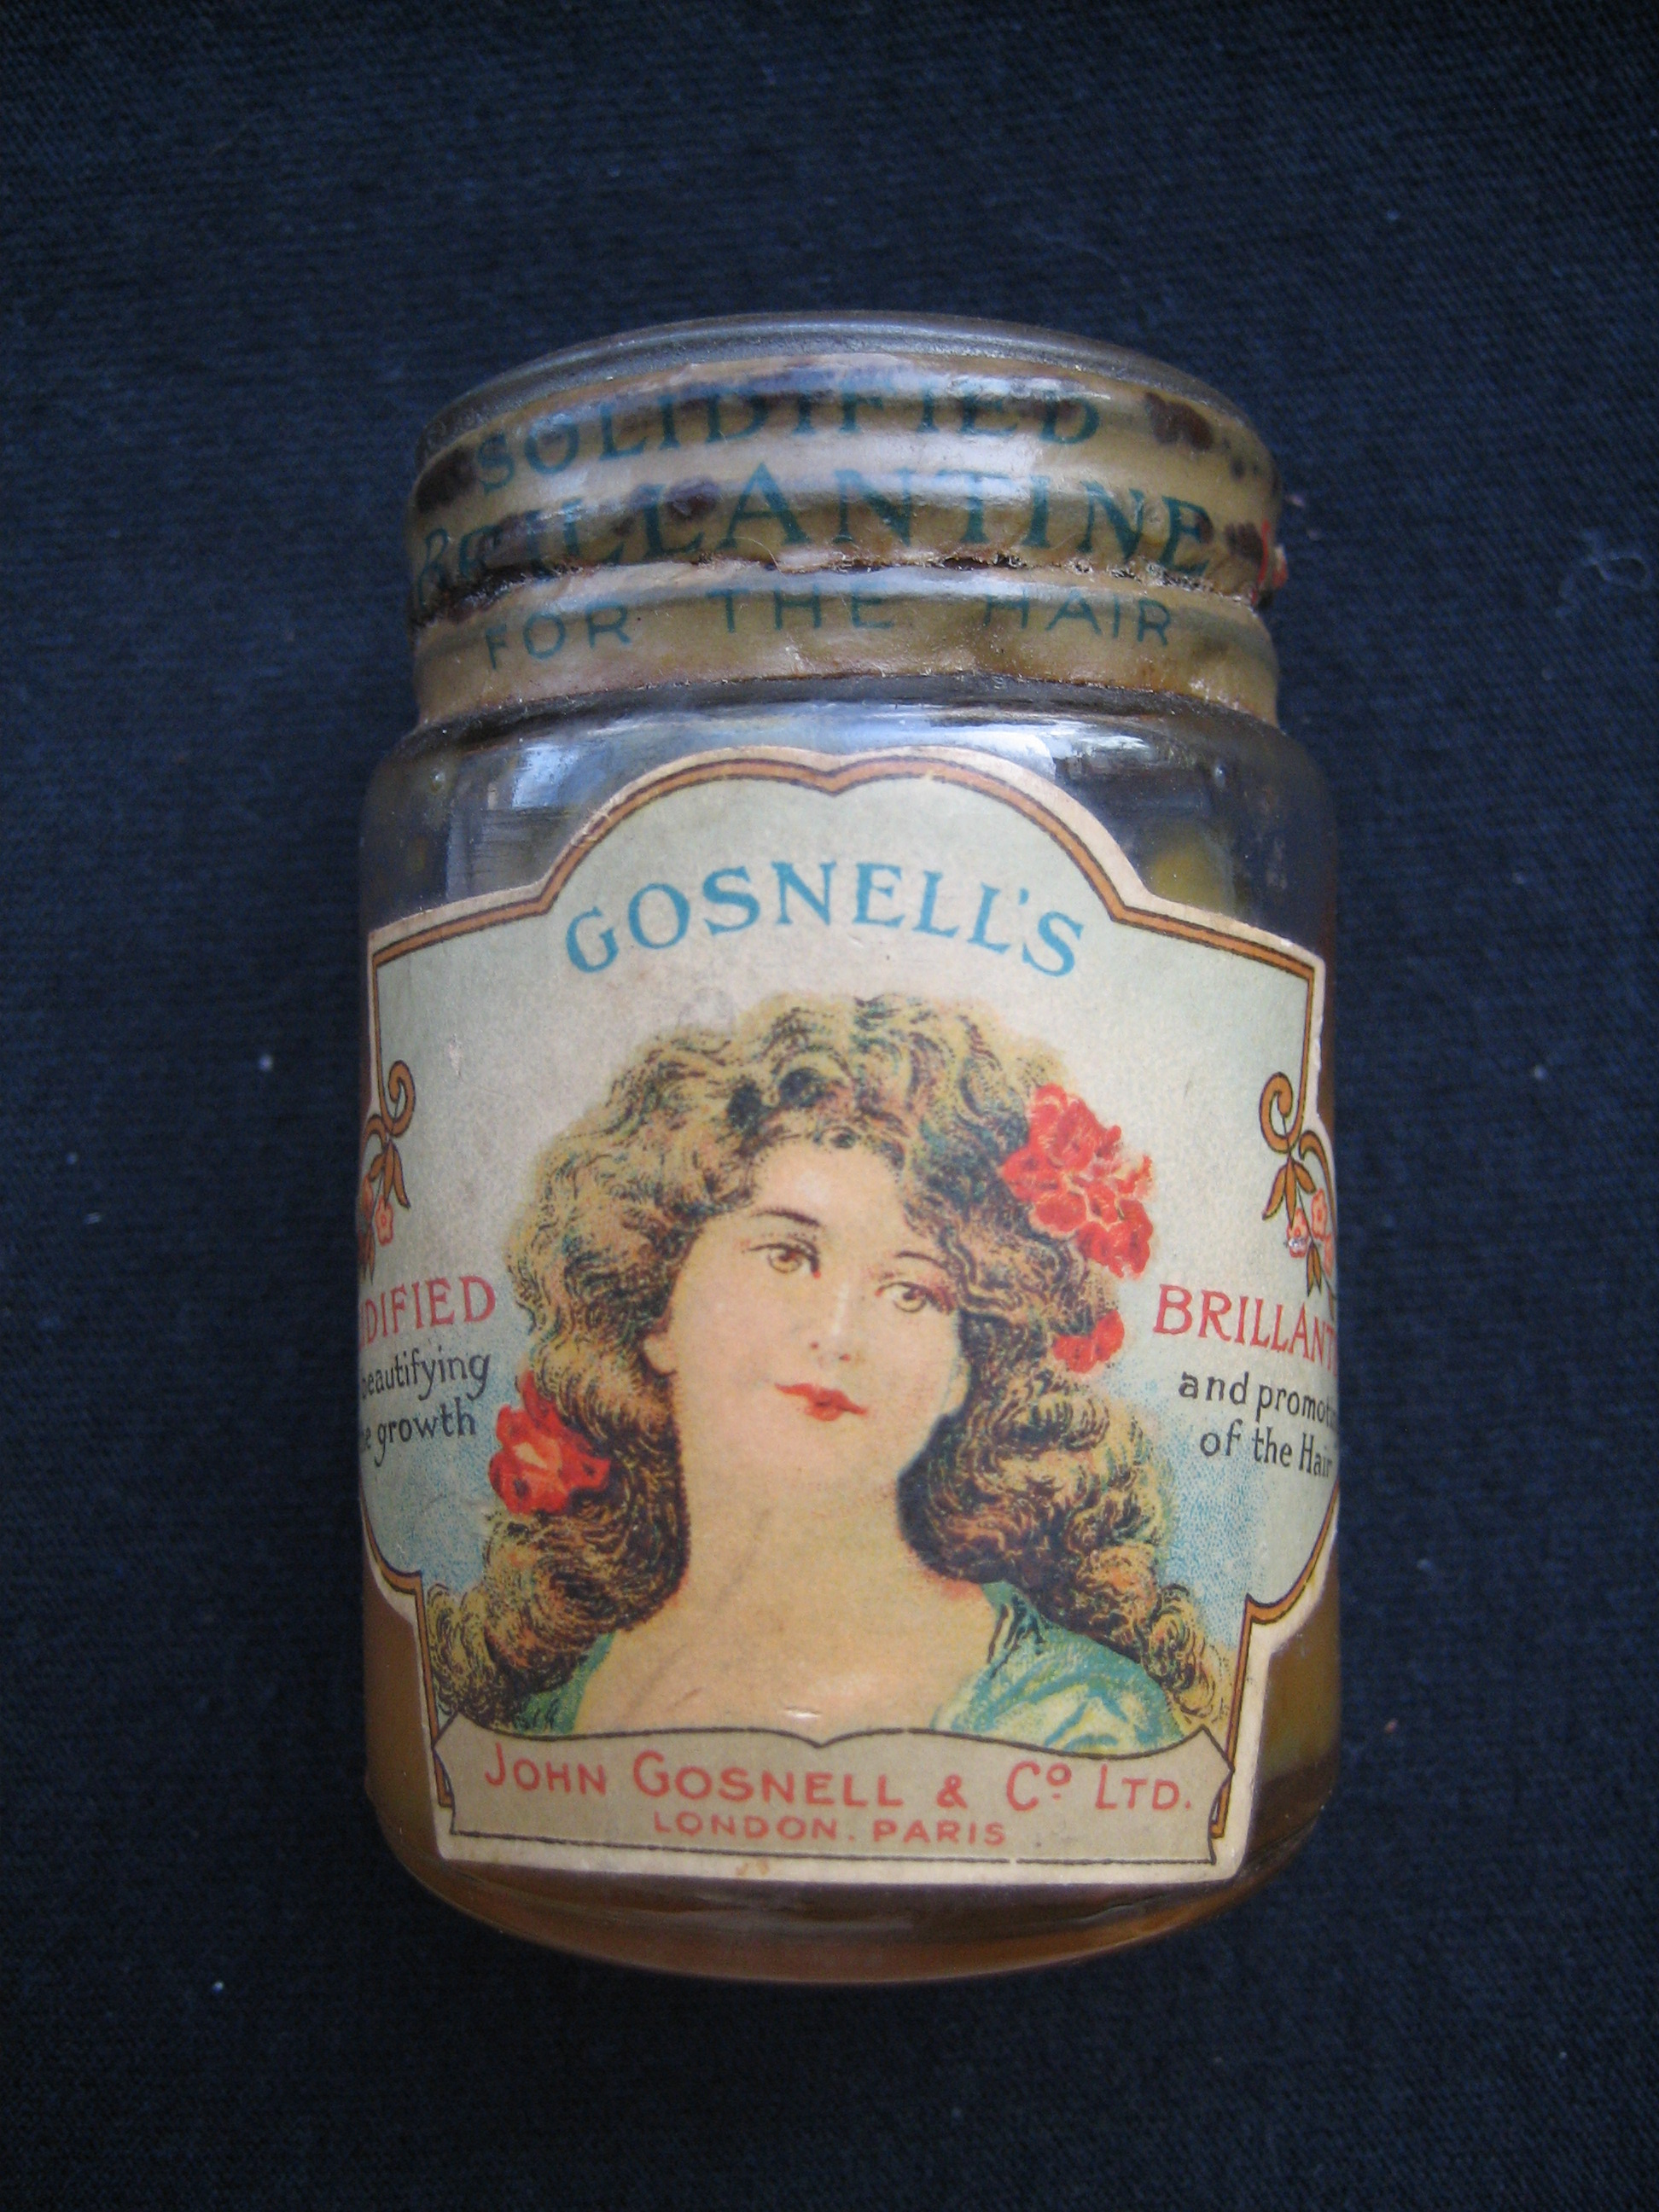 SOLIDIFIED
BRILLANTINE
FOR THE HAIR
GOSNELL'S
DIFIED BRILLANT
beautifying and promot
growth of the Hair
JOHN GOSNELL & Cº LTD.
LONDON. PARIS